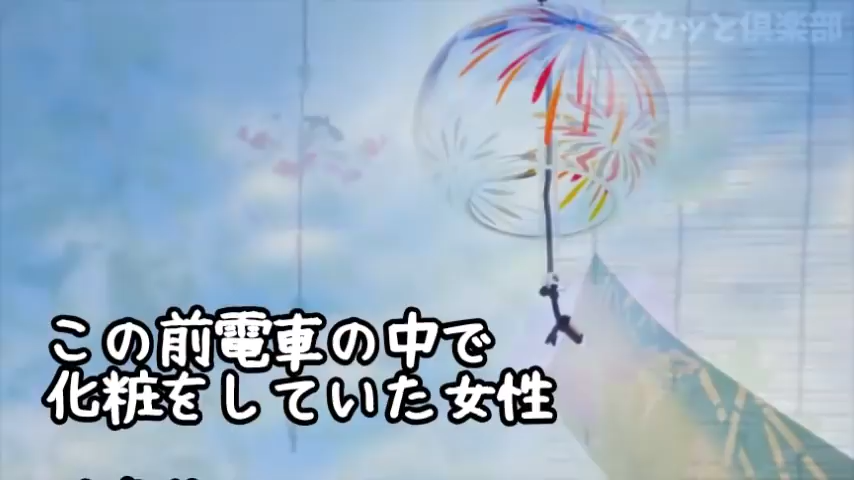 スカッと倶楽部
この前電車の中で
化粧をしていた女性